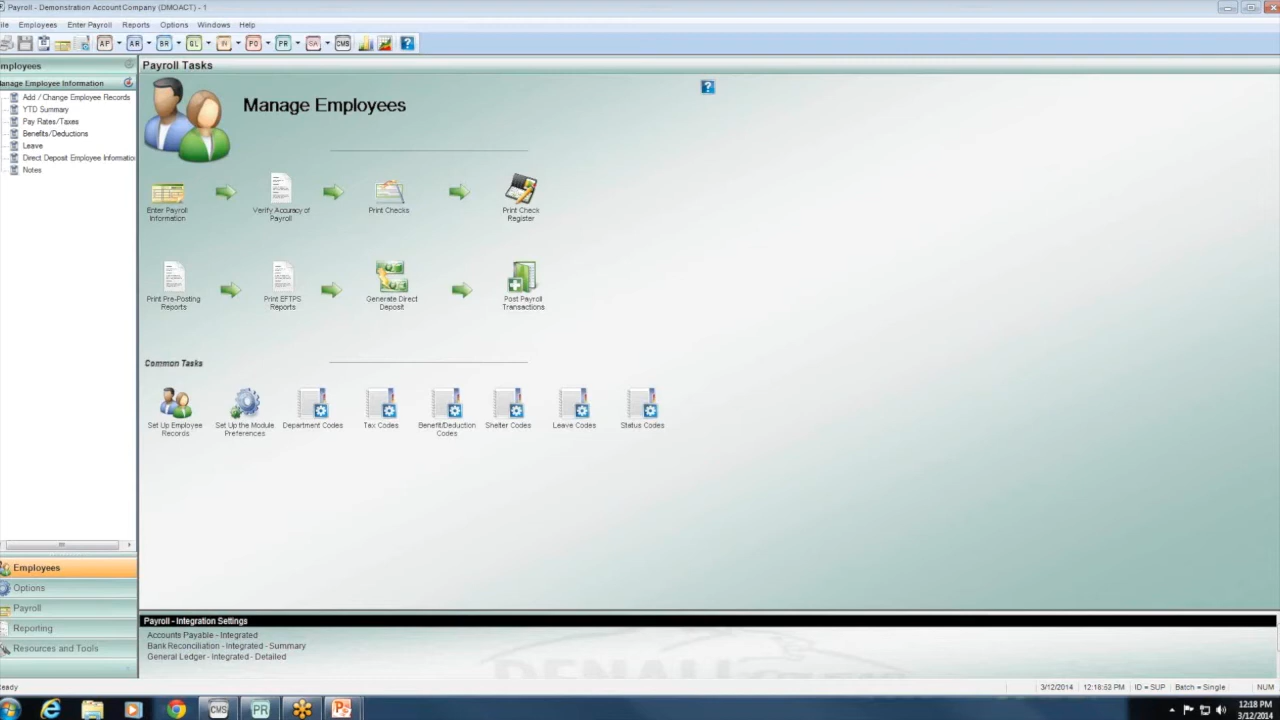 Payroll - Demonstration Account Company (DMOACT) - 1
ile Employees Enter Payroll Reports Options Windows Help
AP AR BR GL IN PO PR SA CMS ?
mployees
anage Employee Information
Add / Change Employee Records
YTD Summary
Pay Rates/Taxes
Benefits/Deductions
Leave
Direct Deposit Employee Informatio
Notes
Employees
Options
Payroll
Reporting
Resources and Tools
Payroll Tasks
Manage Employees
?
Enter Payroll Information
Verify Accuracy of Payroll
Print Checks
Print Check Register
Print Pre-Posting Reports
Print EFTPS Reports
Generate Direct Deposit
Post Payroll Transactions
Common Tasks
Set Up Employee Records
Set Up the Module Preferences
Department Codes
Tax Codes
Benefit/Deduction Codes
Shelter Codes
Leave Codes
Status Codes
Payroll - Integration Settings
Accounts Payable - Integrated
Bank Reconciliation - Integrated - Summary
General Ledger - Integrated - Detailed
DENALI
eady
3/12/2014 12:18:53 PM ID = SUP Batch = Single NUM
CMS PR
12:18 PM
3/12/2014